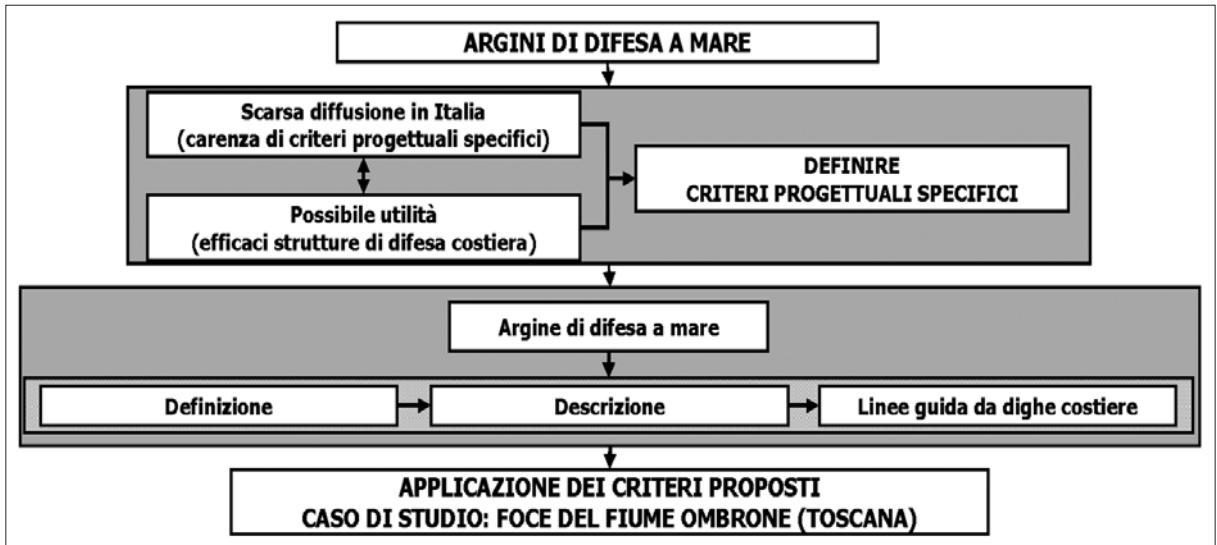 ARGINI DI DIFESA A MARE
Scarsa diffusione in Italia
(carenza di criteri progettuali specifici)
DEFINIRE
CRITERI PROGETTUALI SPECIFICI
Possibile utilità
(efficaci strutture di difesa costiera)
Argine di difesa a mare
Definizione
Descrizione
Linee guida da dighe costiere
APPLICAZIONE DEI CRITERI PROPOSTI
CASO DI STUDIO: FOCE DEL FIUME OMBRONE (TOSCANA)